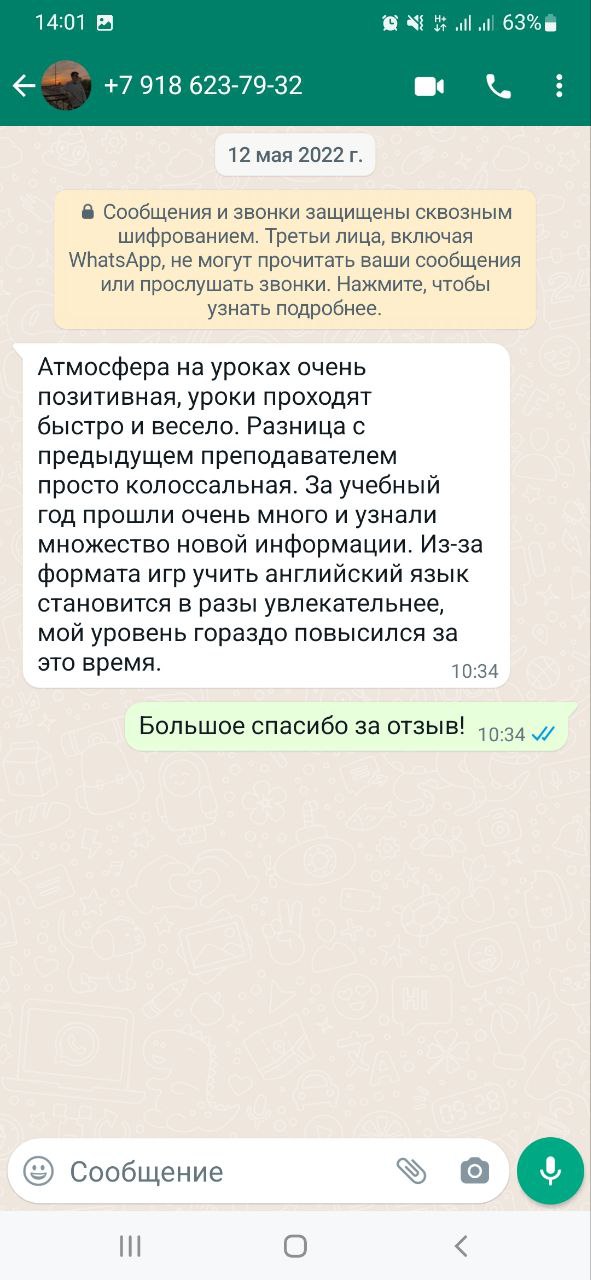 14:01 63%
+7 918 623-79-32
12 мая 2022 г.
Сообщения и звонки защищены сквозным
шифрованием. Третьи лица, включая
WhatsApp, не могут прочитать ваши сообщения
или прослушать звонки. Нажмите, чтобы
узнать подробнее.
Атмосфера на уроках очень
позитивная, уроки проходят
быстро и весело. Разница с
предыдущем преподавателем
просто колоссальная. За учебный
год прошли очень много и узнали
множество новой информации. Из-за
формата игр учить английский язык
становится в разы увлекательнее,
мой уровень гораздо повысился за
это время. 10:34
Большое спасибо за отзыв! 10:34
Сообщение